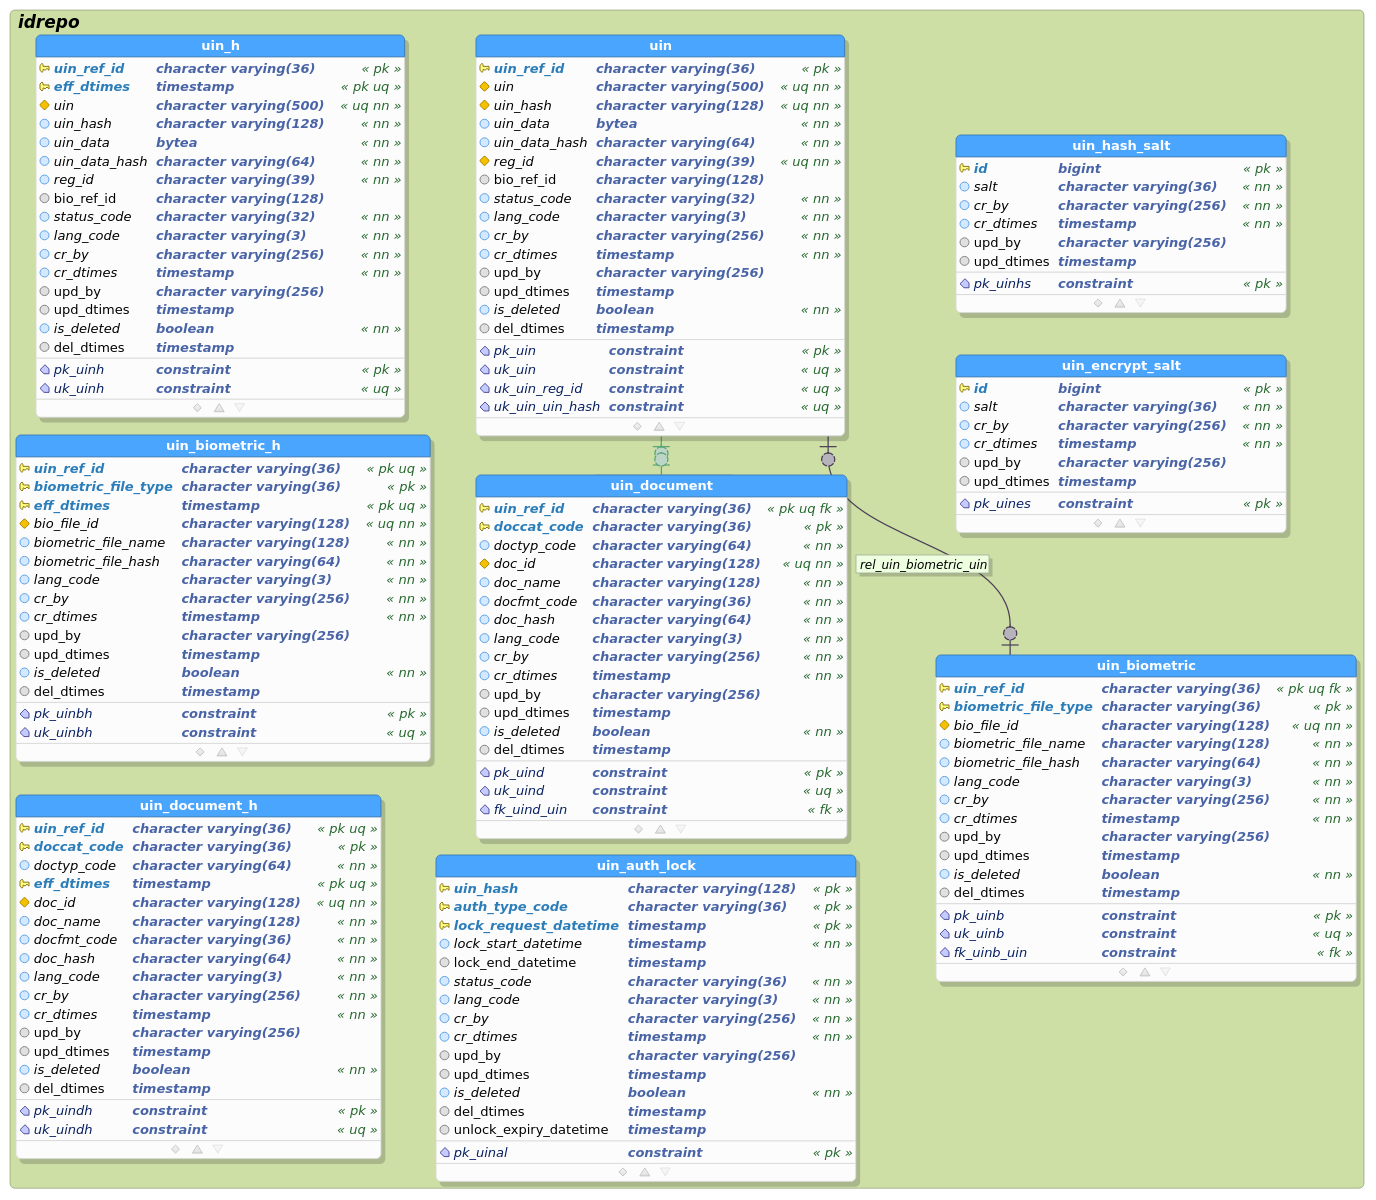 idrepo
uin_h
uin_ref_id character varying(36) « pk »
eff_dtimes timestamp « pk uq »
uin character varying(500) « uq nn »
uin_hash character varying(128) « nn »
uin_data bytea « nn »
uin_data_hash character varying(64) « nn »
reg_id character varying(39) « nn »
bio_ref_id character varying(128)
status_code character varying(32) « nn »
lang_code character varying(3) « nn »
cr_by character varying(256) « nn »
cr_dtimes timestamp « nn »
upd_by character varying(256)
upd_dtimes timestamp
is_deleted boolean « nn »
del_dtimes timestamp
pk_uinh constraint « pk »
uk_uinh constraint « uq »
uin
uin_ref_id character varying(36) « pk »
uin character varying(500) « uq nn »
uin_hash character varying(128) « uq nn »
uin_data bytea « nn »
uin_data_hash character varying(64) « nn »
reg_id character varying(39) « uq nn »
bio_ref_id character varying(128)
status_code character varying(32) « nn »
lang_code character varying(3) « nn »
cr_by character varying(256) « nn »
cr_dtimes timestamp « nn »
upd_by character varying(256)
upd_dtimes timestamp
is_deleted boolean « nn »
del_dtimes timestamp
pk_uin constraint « pk »
uk_uin constraint « uq »
uk_uin_reg_id constraint « uq »
uk_uin_uin_hash constraint « uq »
uin_hash_salt
id bigint « pk »
salt character varying(36) « nn »
cr_by character varying(256) « nn »
cr_dtimes timestamp « nn »
upd_by character varying(256)
upd_dtimes timestamp
pk_uinhs constraint « pk »
uin_encrypt_salt
id bigint « pk »
salt character varying(36) « nn »
cr_by character varying(256) « nn »
cr_dtimes timestamp « nn »
upd_by character varying(256)
upd_dtimes timestamp
pk_uines constraint « pk »
uin_biometric_h
uin_ref_id character varying(36) « pk uq »
biometric_file_type character varying(36) « pk »
eff_dtimes timestamp « pk uq »
bio_file_id character varying(128) « uq nn »
biometric_file_name character varying(128) « nn »
biometric_file_hash character varying(64) « nn »
lang_code character varying(3) « nn »
cr_by character varying(256) « nn »
cr_dtimes timestamp « nn »
upd_by character varying(256)
upd_dtimes timestamp
is_deleted boolean « nn »
del_dtimes timestamp
pk_uinbh constraint « pk »
uk_uinbh constraint « uq »
uin_document
uin_ref_id character varying(36) « pk uq fk »
doccat_code character varying(36) « pk »
doctyp_code character varying(64) « nn »
doc_id character varying(128) « uq nn »
doc_name character varying(128) « nn »
docfmt_code character varying(36) « nn »
doc_hash character varying(64) « nn »
lang_code character varying(3) « nn »
cr_by character varying(256) « nn »
cr_dtimes timestamp « nn »
upd_by character varying(256)
upd_dtimes timestamp
is_deleted boolean « nn »
del_dtimes timestamp
pk_uind constraint « pk »
uk_uind constraint « uq »
fk_uind_uin constraint « fk »
rel_uin_biometric_uin
uin_biometric
uin_ref_id character varying(36) « pk uq fk »
biometric_file_type character varying(36) « pk »
bio_file_id character varying(128) « uq nn »
biometric_file_name character varying(128) « nn »
biometric_file_hash character varying(64) « nn »
lang_code character varying(3) « nn »
cr_by character varying(256) « nn »
cr_dtimes timestamp « nn »
upd_by character varying(256)
upd_dtimes timestamp
is_deleted boolean « nn »
del_dtimes timestamp
pk_uinb constraint « pk »
uk_uinb constraint « uq »
fk_uinb_uin constraint « fk »
uin_document_h
uin_ref_id character varying(36) « pk uq »
doccat_code character varying(36) « pk »
doctyp_code character varying(64) « nn »
eff_dtimes timestamp « pk uq »
doc_id character varying(128) « uq nn »
doc_name character varying(128) « nn »
docfmt_code character varying(36) « nn »
doc_hash character varying(64) « nn »
lang_code character varying(3) « nn »
cr_by character varying(256) « nn »
cr_dtimes timestamp « nn »
upd_by character varying(256)
upd_dtimes timestamp
is_deleted boolean « nn »
del_dtimes timestamp
pk_uindh constraint « pk »
uk_uindh constraint « uq »
uin_auth_lock
uin_hash character varying(128) « pk »
auth_type_code character varying(36) « pk »
lock_request_datetime timestamp « pk »
lock_start_datetime timestamp « nn »
lock_end_datetime timestamp
status_code character varying(36) « nn »
lang_code character varying(3) « nn »
cr_by character varying(256) « nn »
cr_dtimes timestamp « nn »
upd_by character varying(256)
upd_dtimes timestamp
is_deleted boolean « nn »
del_dtimes timestamp
unlock_expiry_datetime timestamp
pk_uinal constraint « pk »